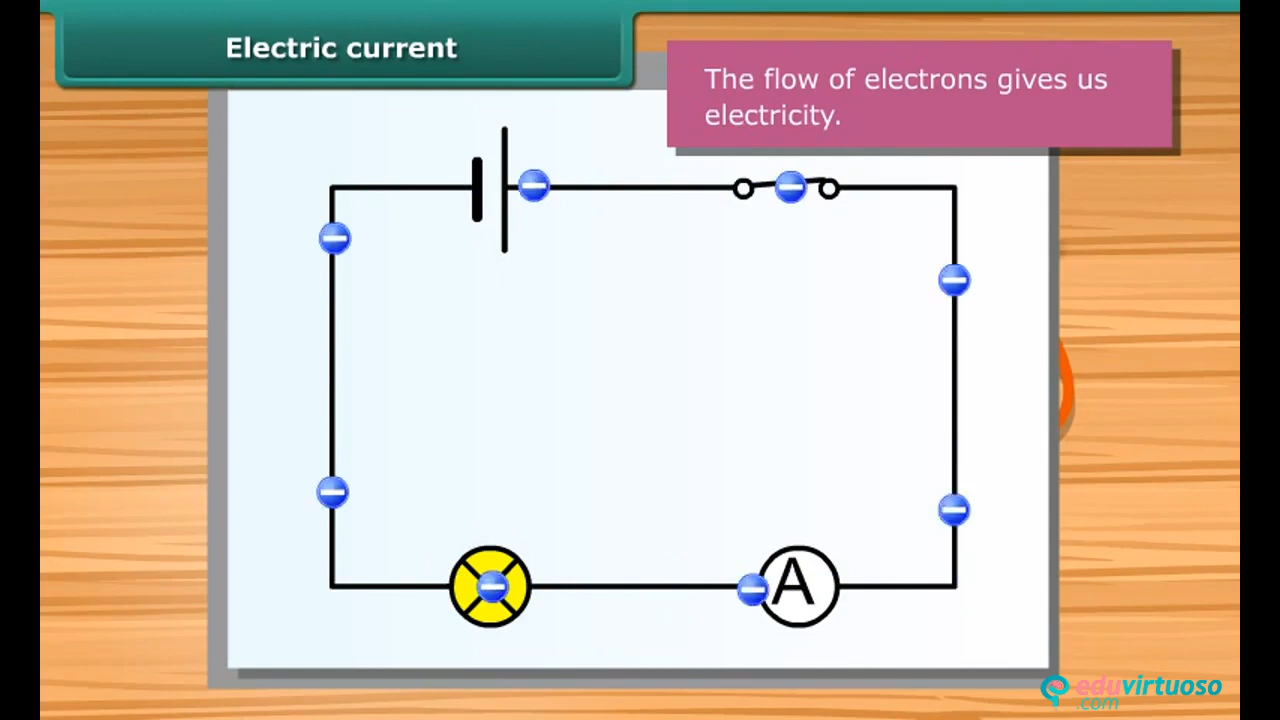 Electric current
The flow of electrons gives us
electricity.
A
eduvirtuoso
.com